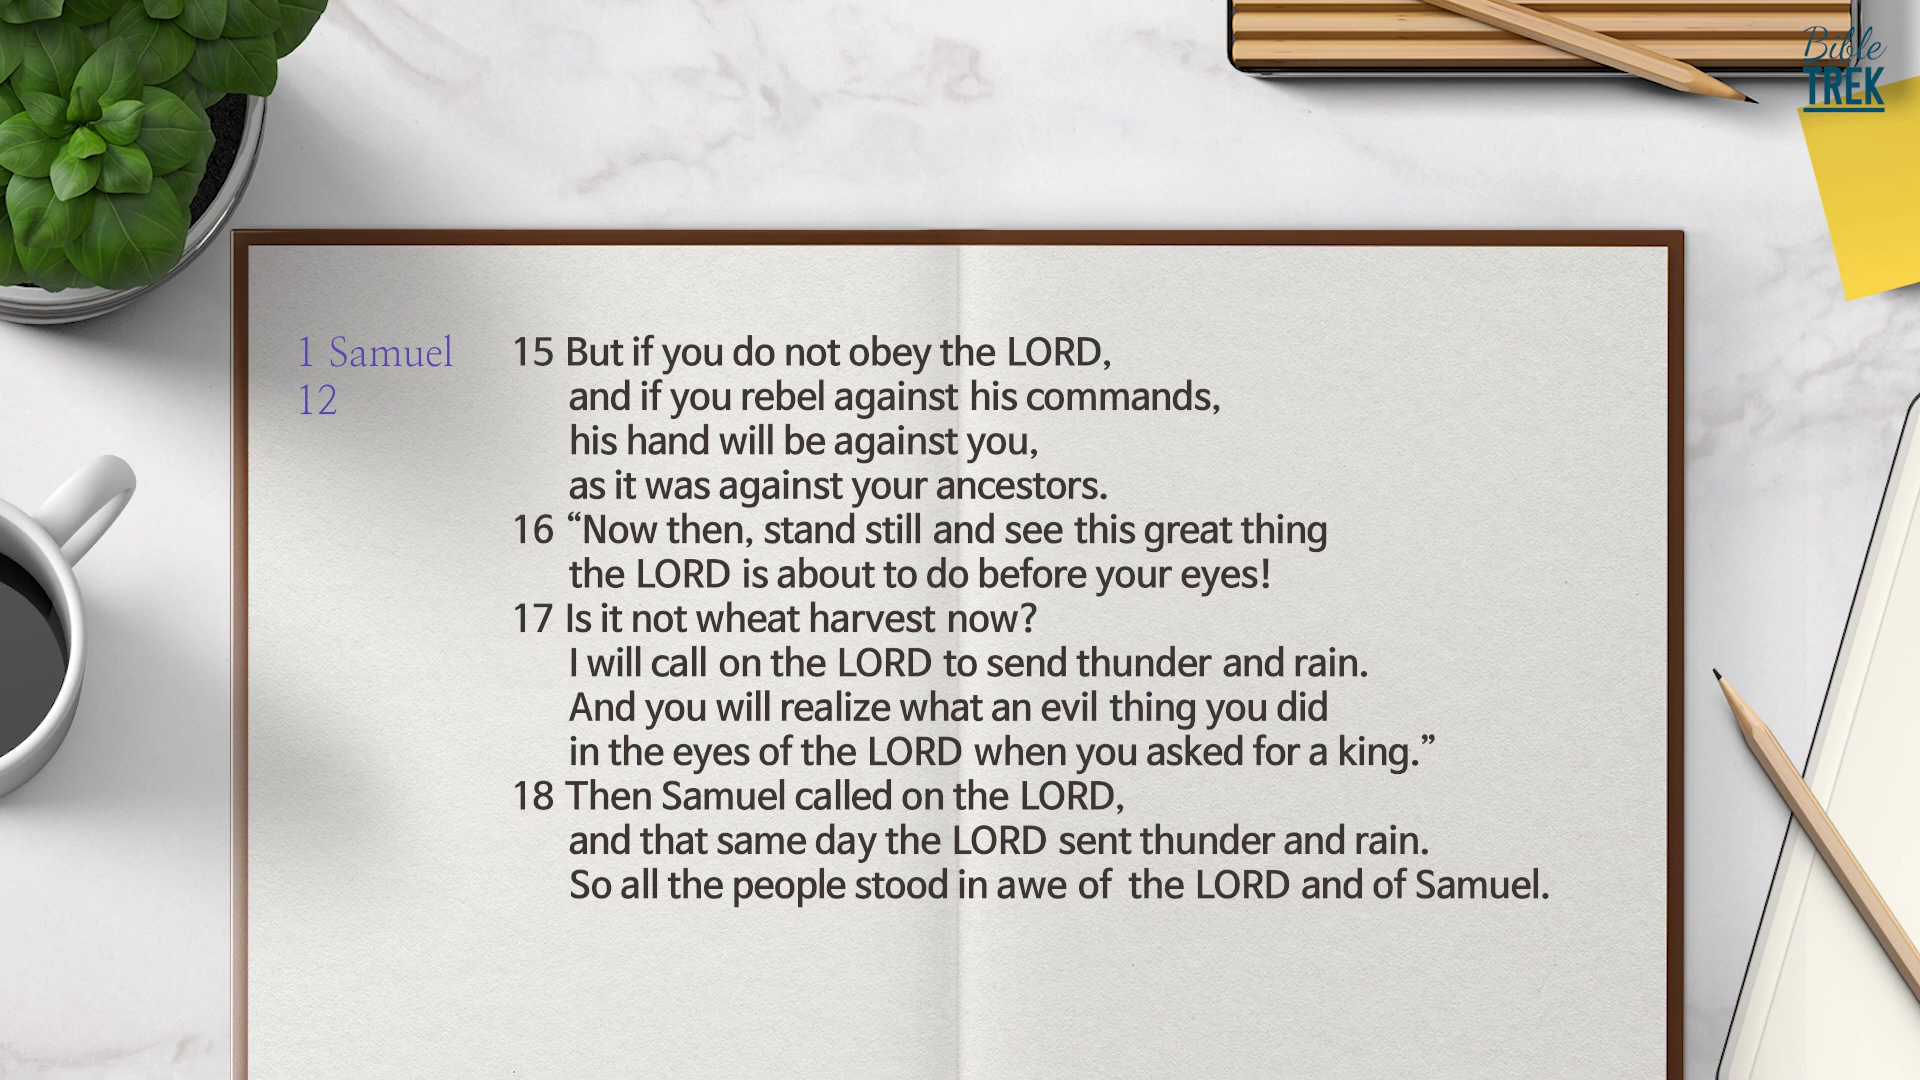 Bible
TREK
1 Samuel
12
15 But if you do not obey the LORD,
and if you rebel against his commands,
his hand will be against you,
as it was against your ancestors.
16 “Now then, stand still and see this great thing
the LORD is about to do before your eyes!
17 Is it not wheat harvest now?
I will call on the LORD to send thunder and rain.
And you will realize what an evil thing you did
in the eyes of the LORD when you asked for a king.”
18 Then Samuel called on the LORD,
and that same day the LORD sent thunder and rain.
So all the people stood in awe of the LORD and of Samuel.